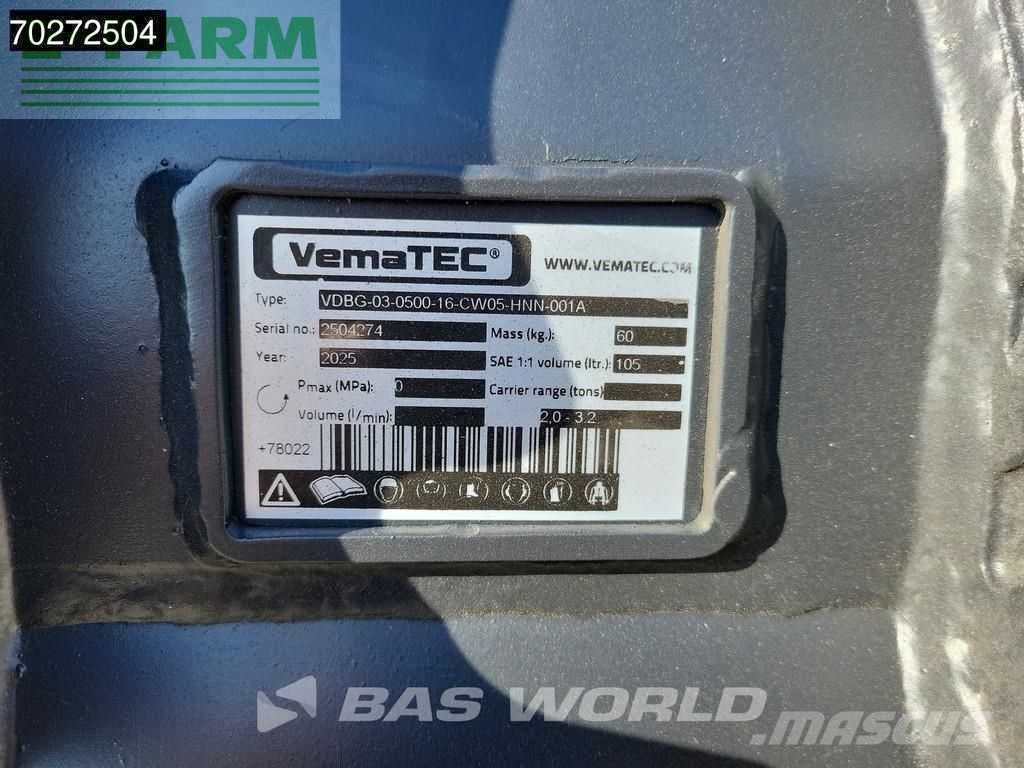 70272504
FARM
VemaTEC®
WWW.VEMATEC.COM
Type: VDBG-03-0500-16-CW05-HNN-001A
Serial no.: 2504274
Mass (kg.): 60
Year: 2025
SAE 1:1 volume (ltr.): 105
Pmax (MPa): 0
Carrier range (tons)
Volume (l/min):
2,0 - 3.2
+78022
BAS WORLD
mascus